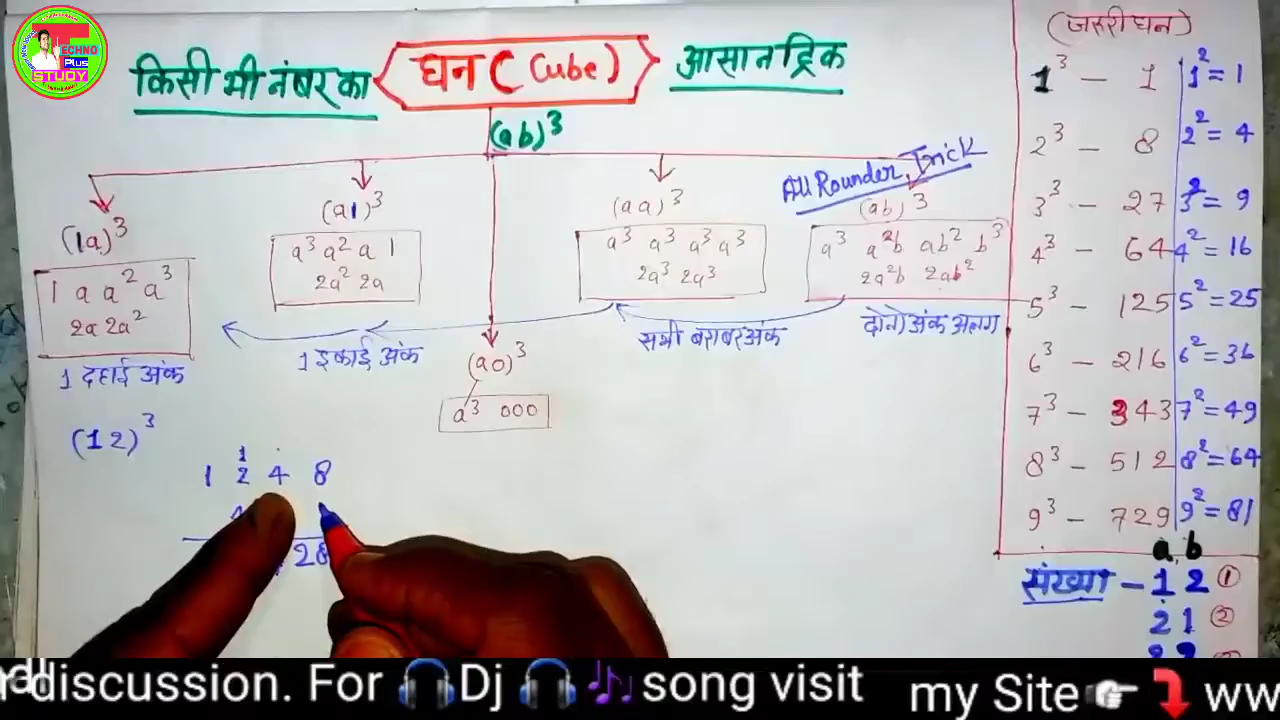 TECHNO
Plus
STUDY
किसी भी नंबर का घन ( Cube ) आसान ट्रिक
(ab)³
All Rounder Trick
(1a)³
1 a a² a³
2a 2a²
1 दहाई अंक
(a1)³
a³ a² a 1
2a² 2a
1 इकाई अंक
(a0)³
a³ 000
(aa)³
a³ a³ a³ a³
2a³ 2a³
सभी बराबर अंक
(ab)³
a³ a²b ab² b³
2a²b 2ab²
दोनो अंक अलग
(12)³
1
1 2 4 8
28
(जरुरी घन)
1³ – 1 1² = 1
2³ – 8 2² = 4
3³ – 27 3² = 9
4³ – 64 4² = 16
5³ – 125 5² = 25
6³ – 216 6² = 36
7³ – 343 7² = 49
8³ – 512 8² = 64
9³ – 729 9² = 81
a, b
संख्या – 1 2 ①
2 1 ②
discussion. For 🎧Dj 🎧🎶song visit my Site👉⤵ww